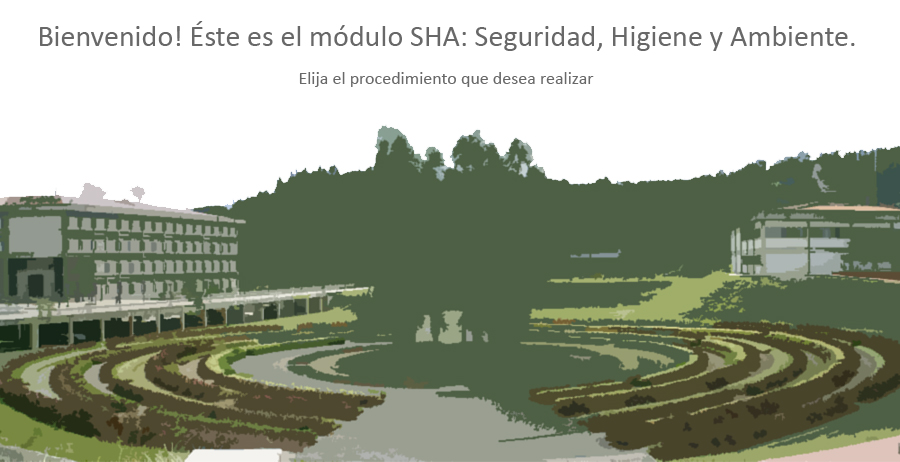 Bienvenido! Éste es el módulo SHA: Seguridad, Higiene y Ambiente.
Elija el procedimiento que desea realizar